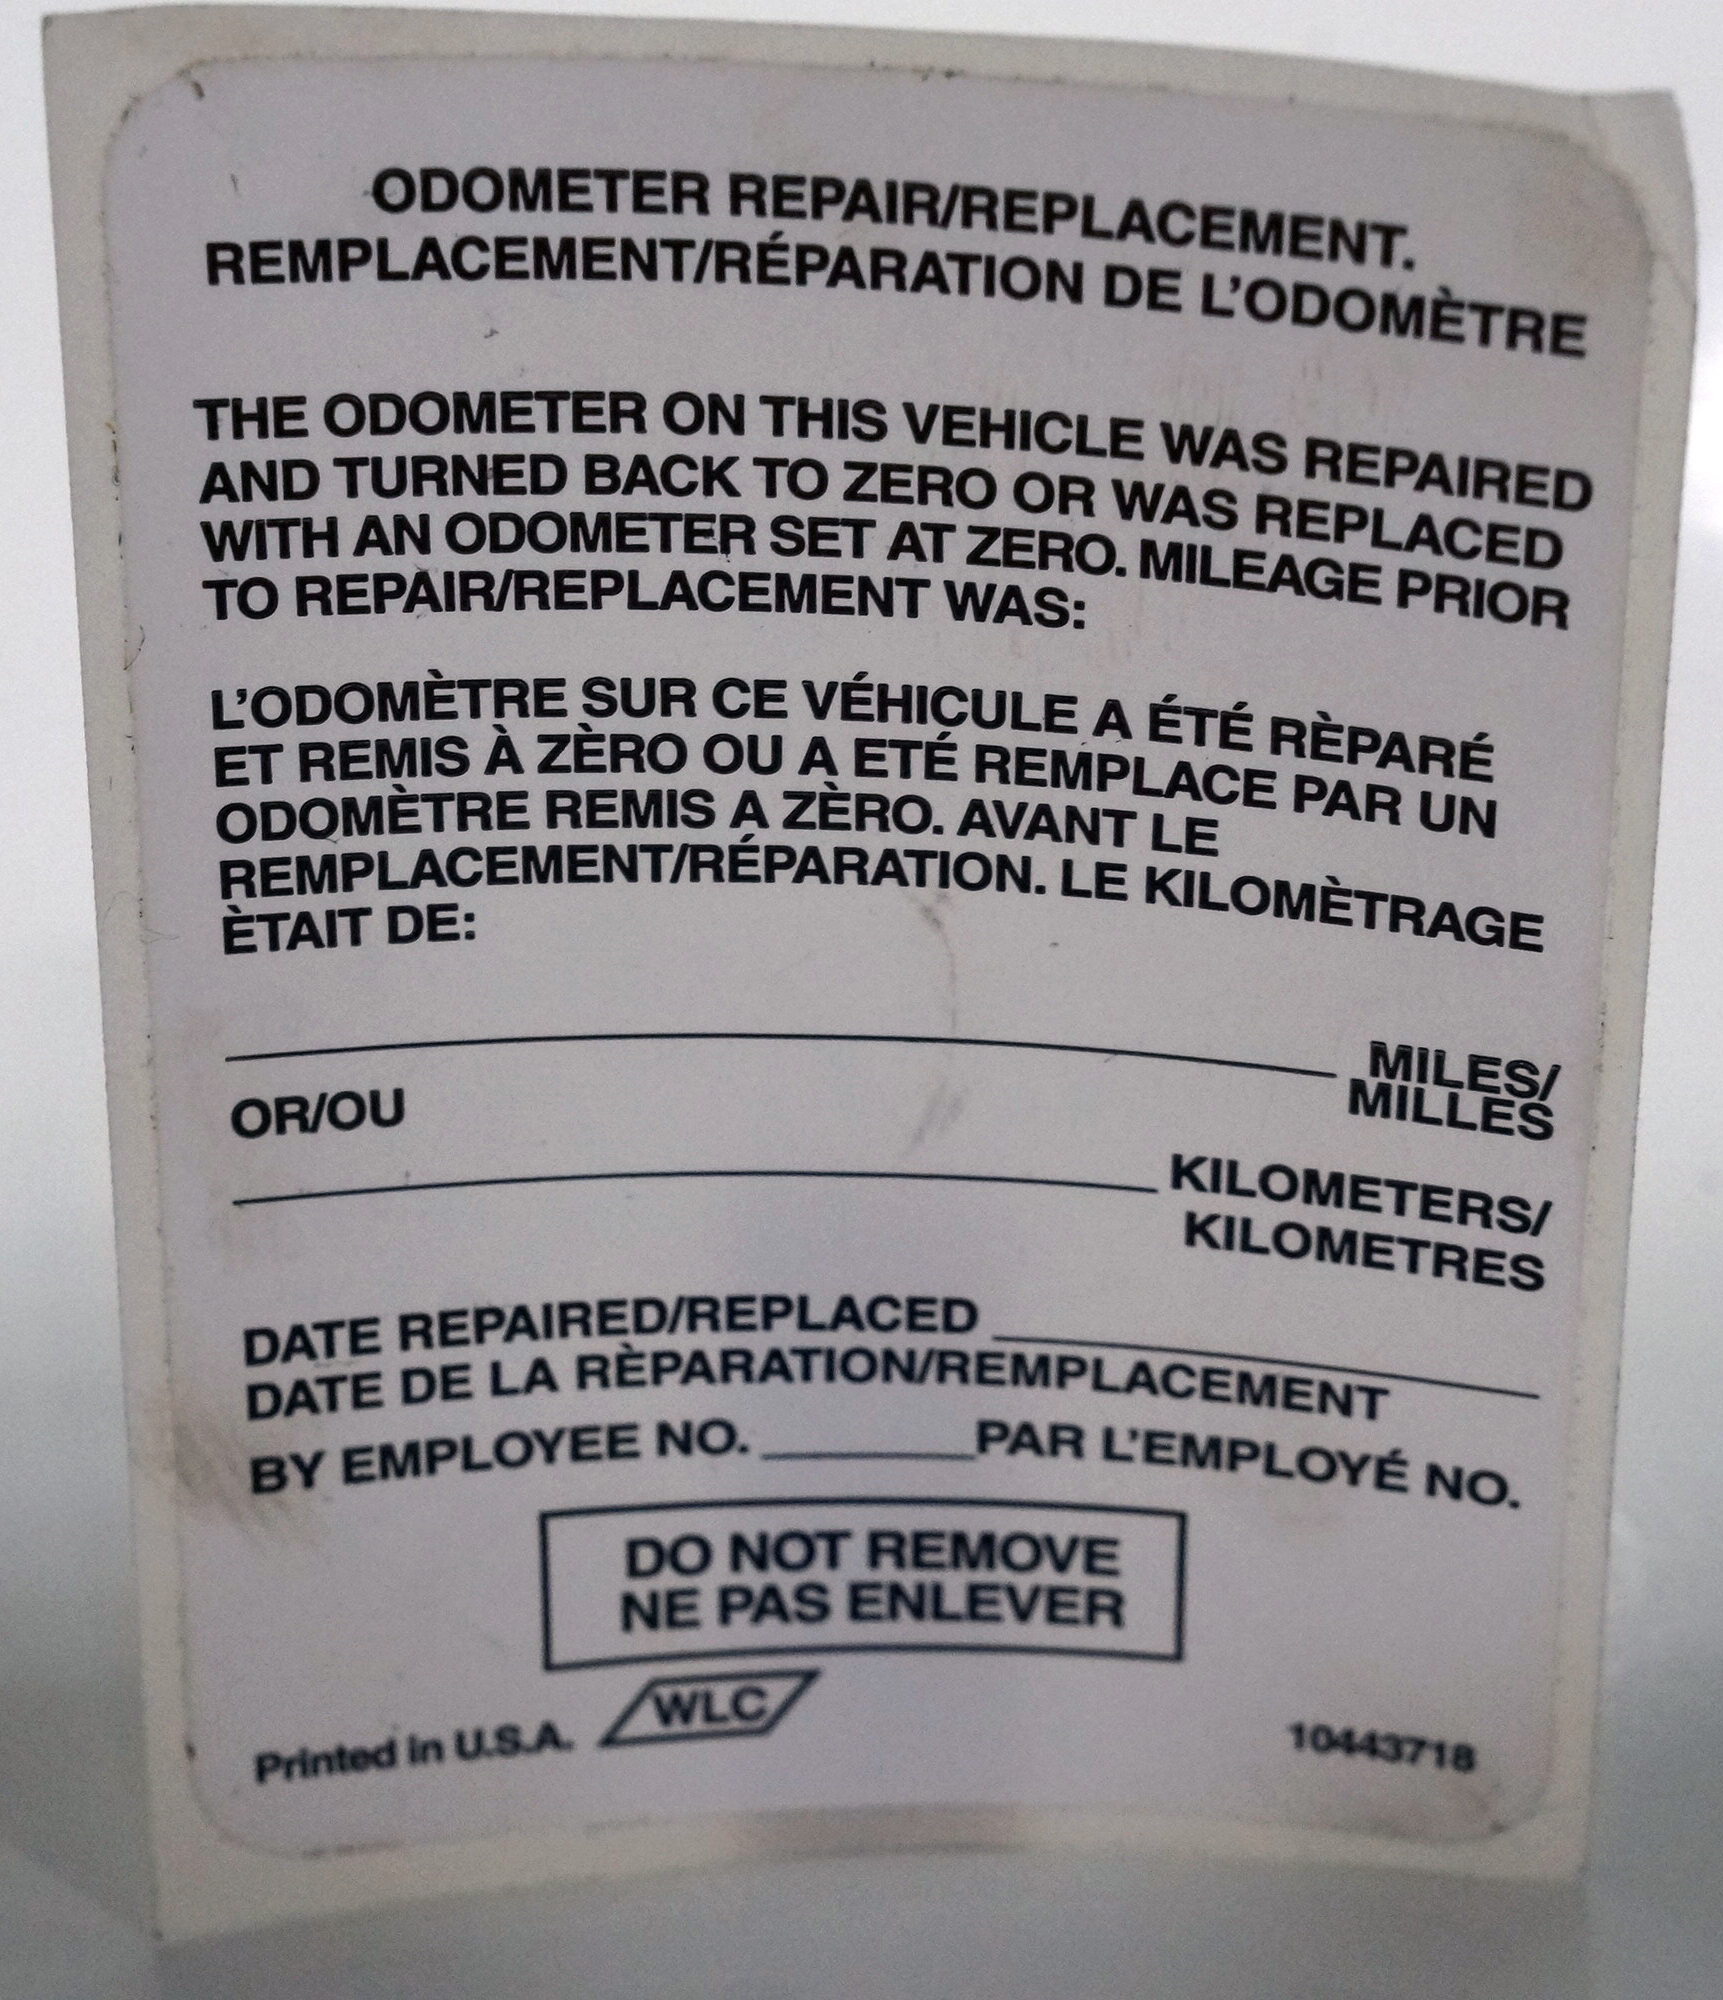 ODOMETER REPAIR/REPLACEMENT.
REMPLACEMENT/RÉPARATION DE L'ODOMÈTRE
THE ODOMETER ON THIS VEHICLE WAS REPAIRED
AND TURNED BACK TO ZERO OR WAS REPLACED
WITH AN ODOMETER SET AT ZERO. MILEAGE PRIOR
TO REPAIR/REPLACEMENT WAS:
L'ODOMÈTRE SUR CE VÉHICULE A ÉTÉ RÈPARÉ
ET REMIS À ZÈRO OU A ETÉ REMPLACE PAR UN
ODOMÈTRE REMIS A ZÈRO. AVANT LE
REMPLACEMENT/RÉPARATION. LE KILOMÈTRAGE
ÈTAIT DE:
MILES/
MILLES
OR/OU
KILOMETERS/
KILOMETRES
DATE REPAIRED/REPLACED
DATE DE LA RÈPARATION/REMPLACEMENT
BY EMPLOYEE NO. PAR L'EMPLOYÉ NO.
DO NOT REMOVE
NE PAS ENLEVER
Printed in U.S.A. WLC 10443718